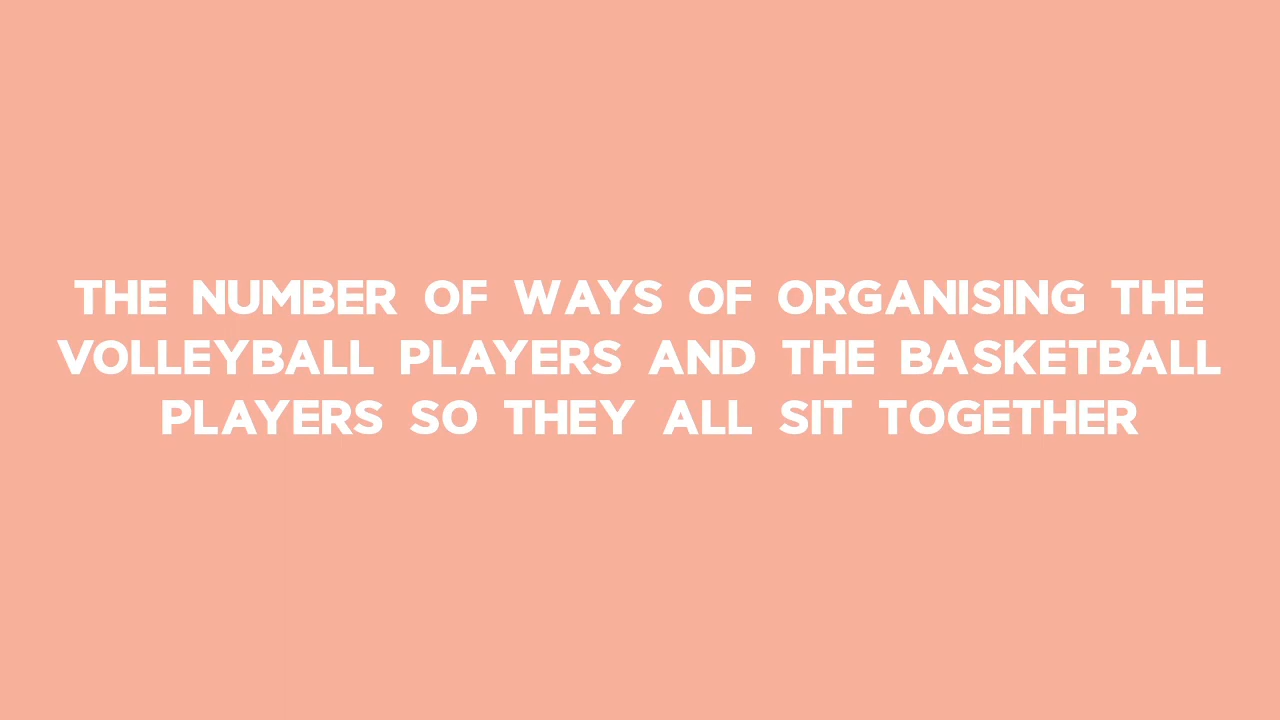 THE NUMBER OF WAYS OF ORGANISING THE
VOLLEYBALL PLAYERS AND THE BASKETBALL
PLAYERS SO THEY ALL SIT TOGETHER